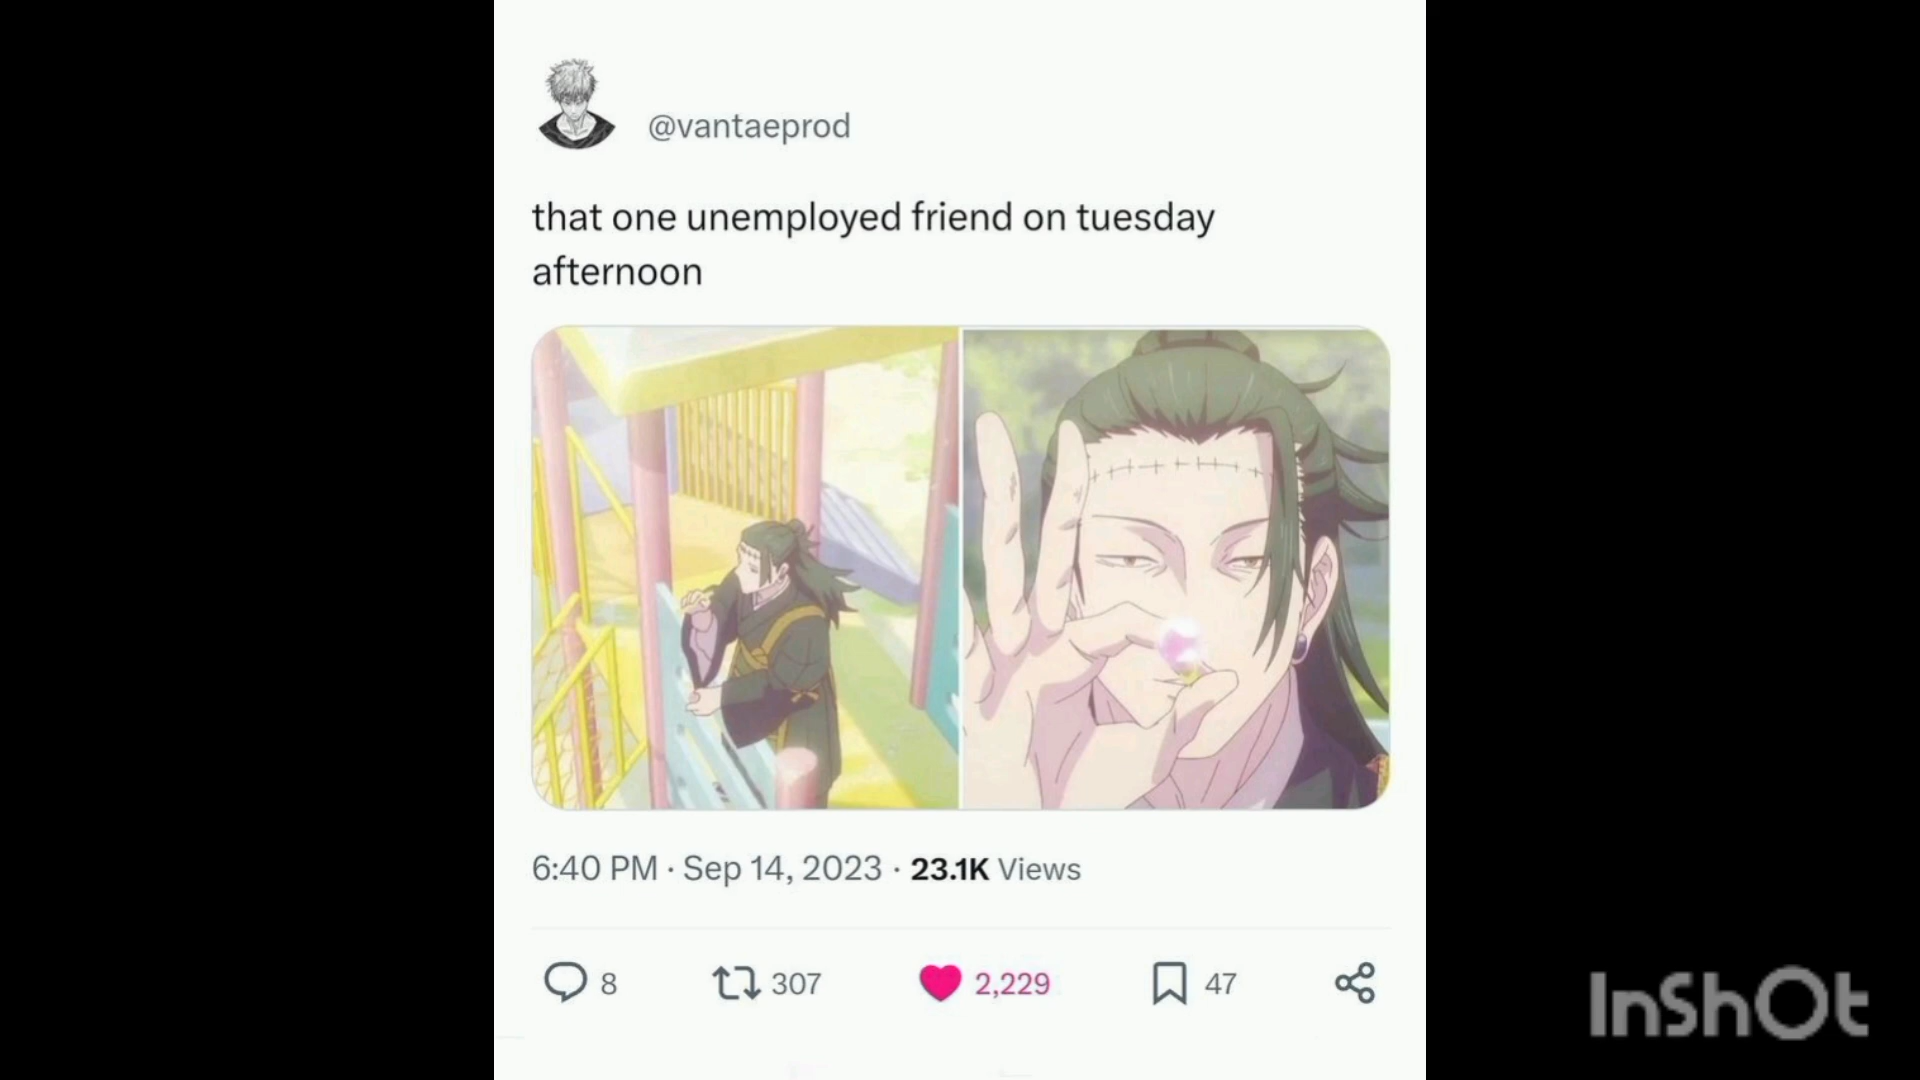 @vantaeprod
that one unemployed friend on tuesday
afternoon
6:40 PM · Sep 14, 2023 · 23.1K Views
8 307 2,229 47
InShOt